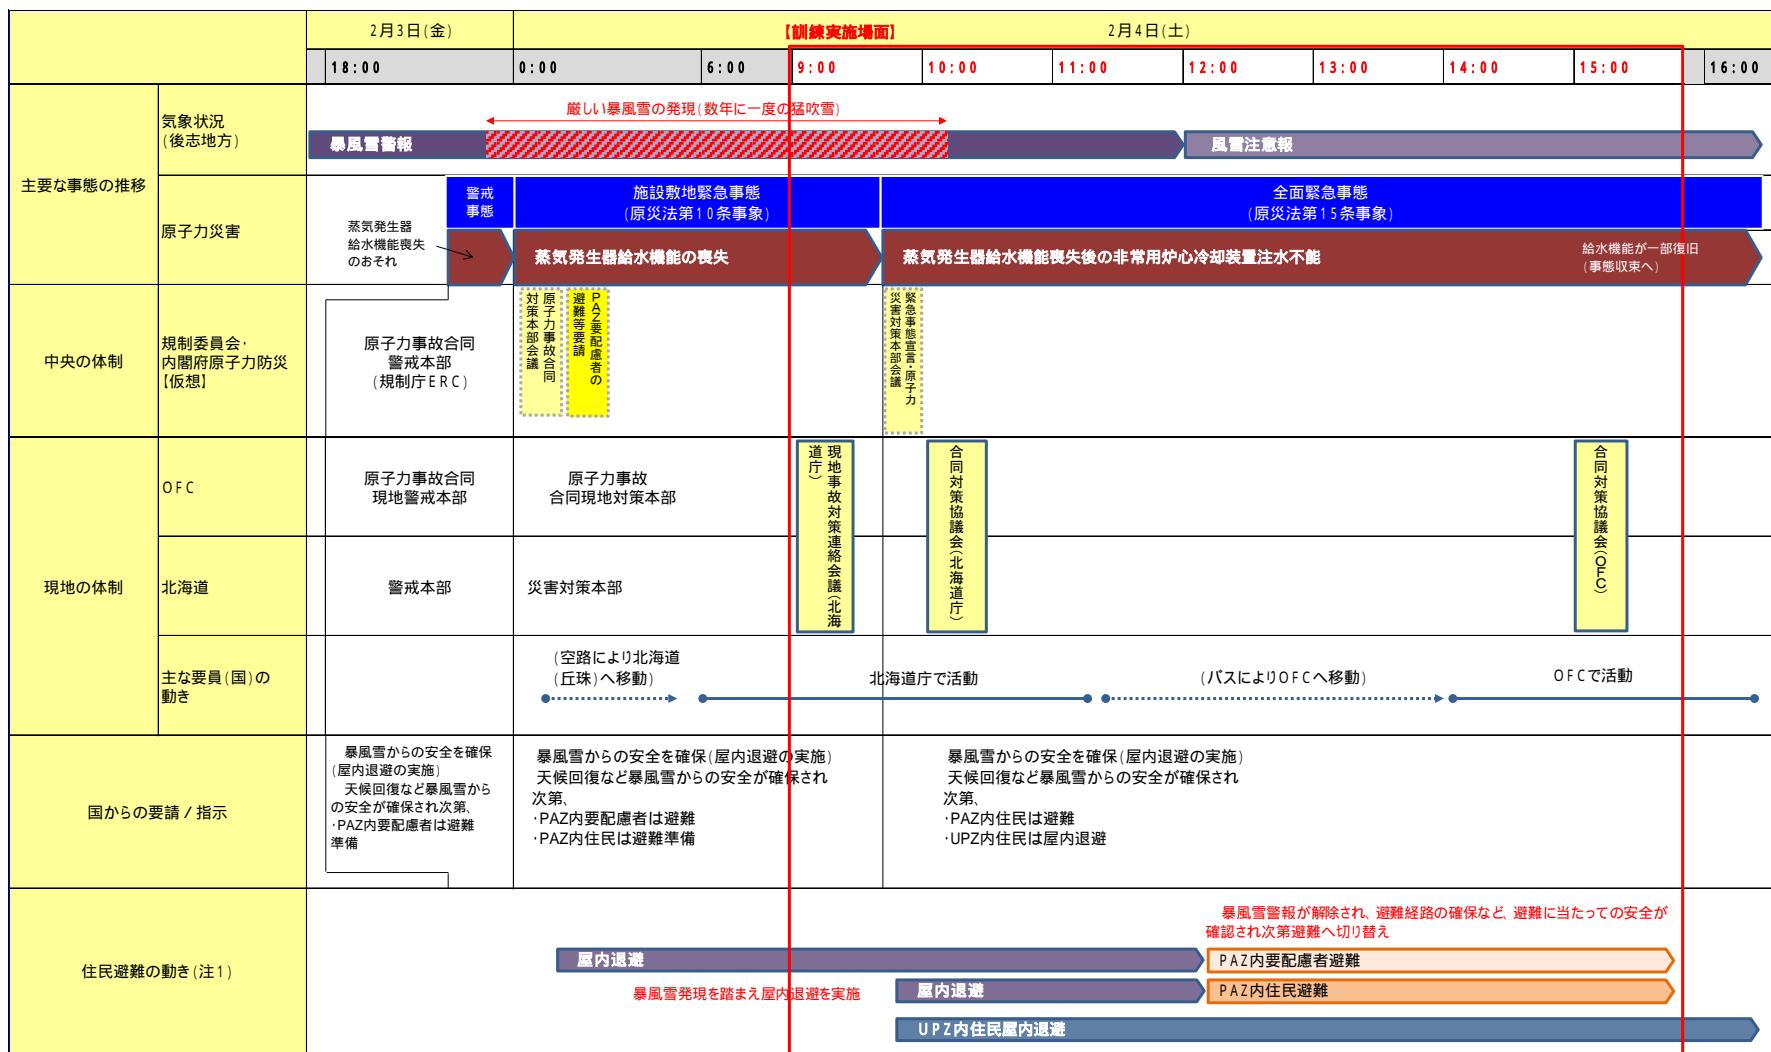 2月3日(金)
【訓練実施場面】
2月4日(土)
18:00
0:00
6:00
9:00
10:00
11:00
12:00
13:00
14:00
15:00
16:00
主要な事態の推移
気象状況
(後志地方)
厳しい暴風雪の発現(数年に一度の猛吹雪)
暴風雪警報
風雪注意報
原子力災害
警戒
事態
施設敷地緊急事態
(原災法第10条事象)
全面緊急事態
(原災法第15条事象)
蒸気発生器
給水機能喪失
のおそれ
蒸気発生器給水機能の喪失
蒸気発生器給水機能喪失後の非常用炉心冷却装置注水不能
給水機能が一部復旧
(事態収束へ)
中央の体制
規制委員会・
内閣府原子力防災
【仮想】
原子力事故合同
警戒本部
(規制庁ERC)
原子力事故合同
対策本部会議
PAZ要配慮者の
避難等要請
緊急事態宣言・原子力
災害対策本部会議
現地の体制
OFC
原子力事故合同
現地警戒本部
原子力事故
合同現地対策本部
現地事故対策連絡会議(北海
道庁)
合同対策協議会(北海道庁)
合同対策協議会(OFC)
北海道
警戒本部
災害対策本部
主な要員(国)の
動き
(空路により北海道
(丘珠)へ移動)
北海道庁で活動
(バスによりOFCへ移動)
OFCで活動
国からの要請/指示
暴風雪からの安全を確保
(屋内退避の実施)
天候回復など暴風雪から
の安全が確保され次第、
・PAZ内要配慮者は避難
準備
暴風雪からの安全を確保(屋内退避の実施)
天候回復など暴風雪からの安全が確保され
次第、
・PAZ内要配慮者は避難
・PAZ内住民は避難準備
暴風雪からの安全を確保(屋内退避の実施)
天候回復など暴風雪からの安全が確保され
次第、
・PAZ内住民は避難
・UPZ内住民は屋内退避
住民避難の動き(注1)
暴風雪警報が解除され、避難経路の確保など、避難に当たっての安全が
確認され次第避難へ切り替え
屋内退避
PAZ内要配慮者避難
暴風雪発現を踏まえ屋内退避を実施
屋内退避
PAZ内住民避難
UPZ内住民屋内退避